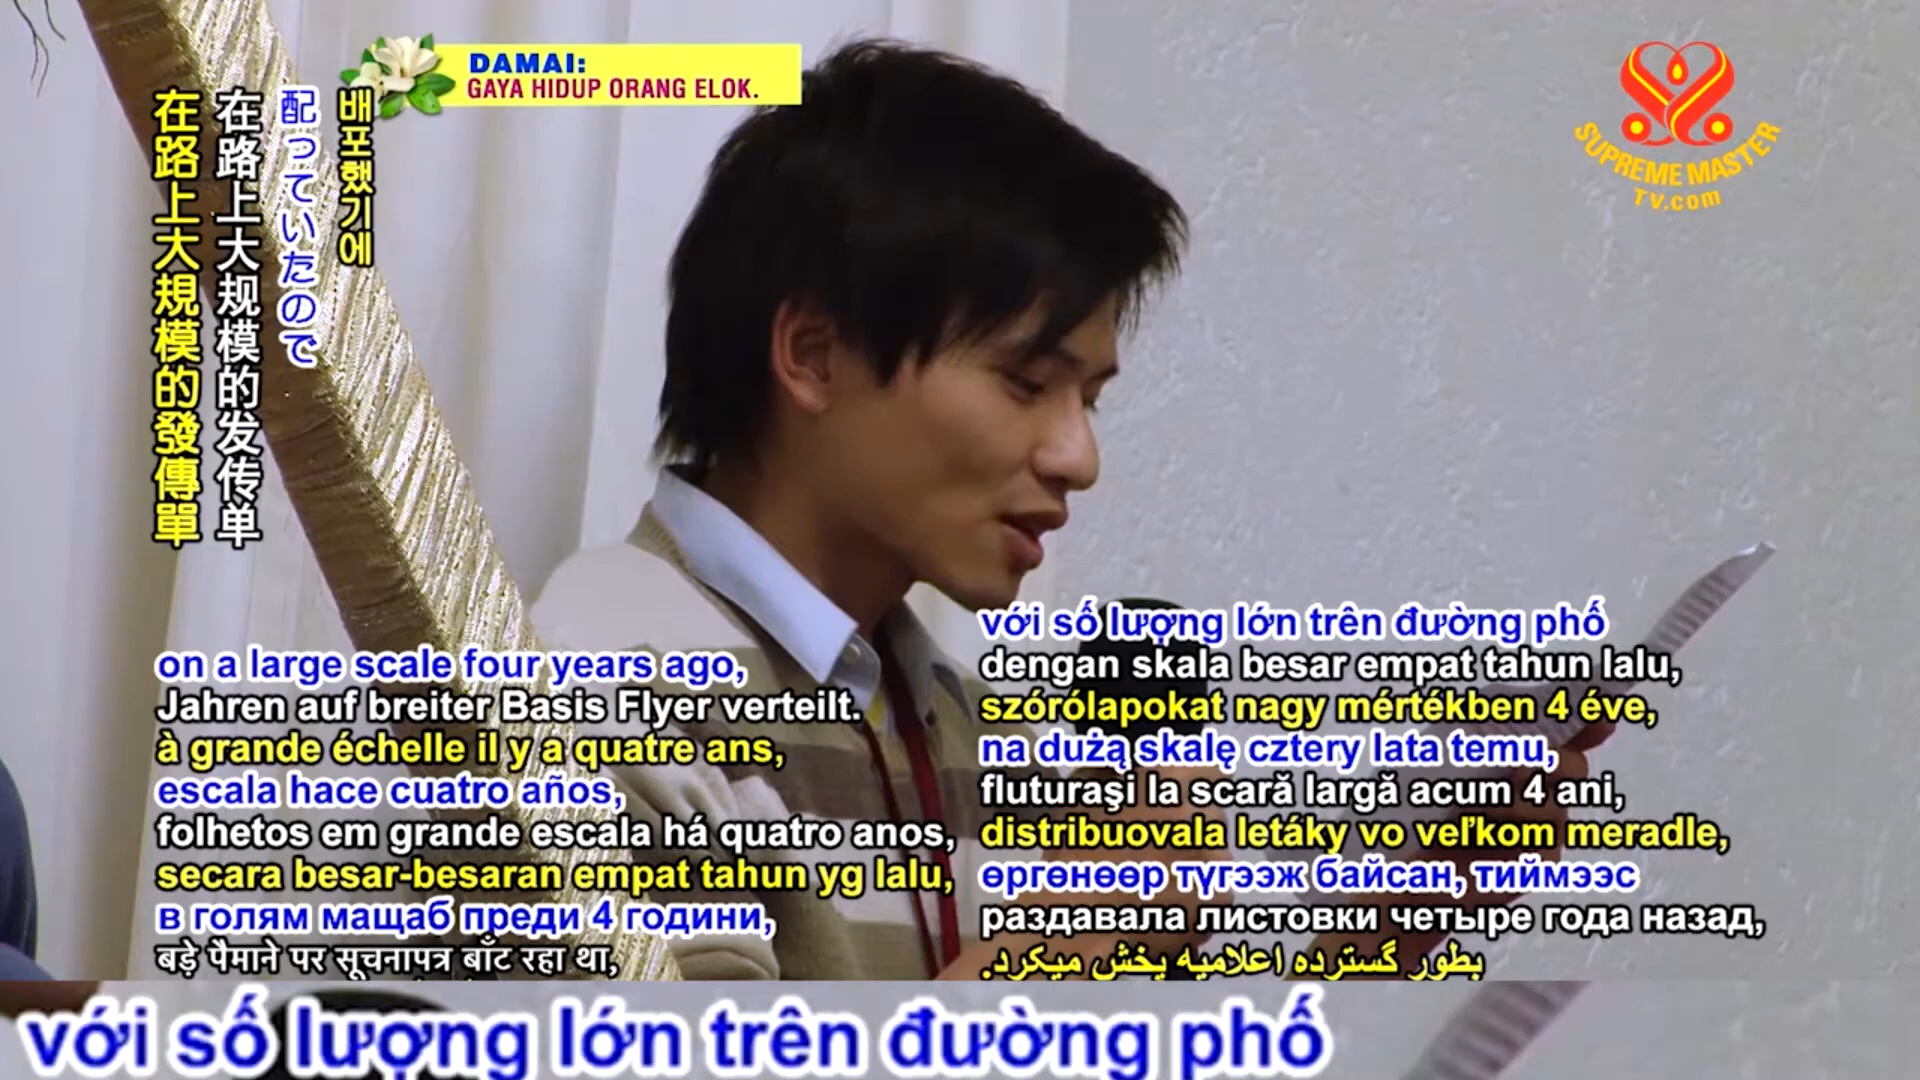 DAMAI:
GAYA HIDUP ORANG ELOK.
SUPREME MASTER
TV.com
배포했기에
配っていたので
在路上大规模的发传单
在路上大規模的發傳單
on a large scale four years ago,
Jahren auf breiter Basis Flyer verteilt.
à grande échelle il y a quatre ans,
escala hace cuatro años,
folhetos em grande escala há quatro anos,
secara besar-besaran empat tahun yg lalu,
в голям мащаб преди 4 години,
बड़े पैमाने पर सूचनापत्र बाँट रहा था,
với số lượng lớn trên đường phố
dengan skala besar empat tahun lalu,
szórólapokat nagy mértékben 4 éve,
na dużą skalę cztery lata temu,
fluturaşi la scară largă acum 4 ani,
distribuovala letáky vo veľkom meradle,
өргөнөөр түгээж байсан, тиймээс
раздавала листовки четыре года назад,
بطور گسترده اعلامیه پخش میکرد.
với số lượng lớn trên đường phố